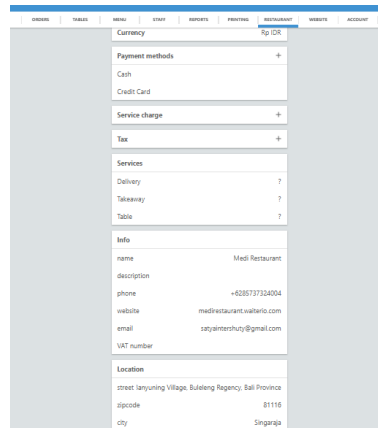 ORDERS TABLES MENU STAFF REPORTS PRINTING RESTAURANT WEBSITE ACCOUNT
Currency Rp IDR
Payment methods +
Cash
Credit Card
Service charge +
Tax +
Services
Delivery ?
Takeaway ?
Table ?
Info
name Medi Restaurant
description
phone +6285737324004
website medirestaurant.waiterio.com
email satyaintershuty@gmail.com
VAT number
Location
street lanyuning Village, Buleleng Regency, Bali Province
zipcode 81116
city Singaraja